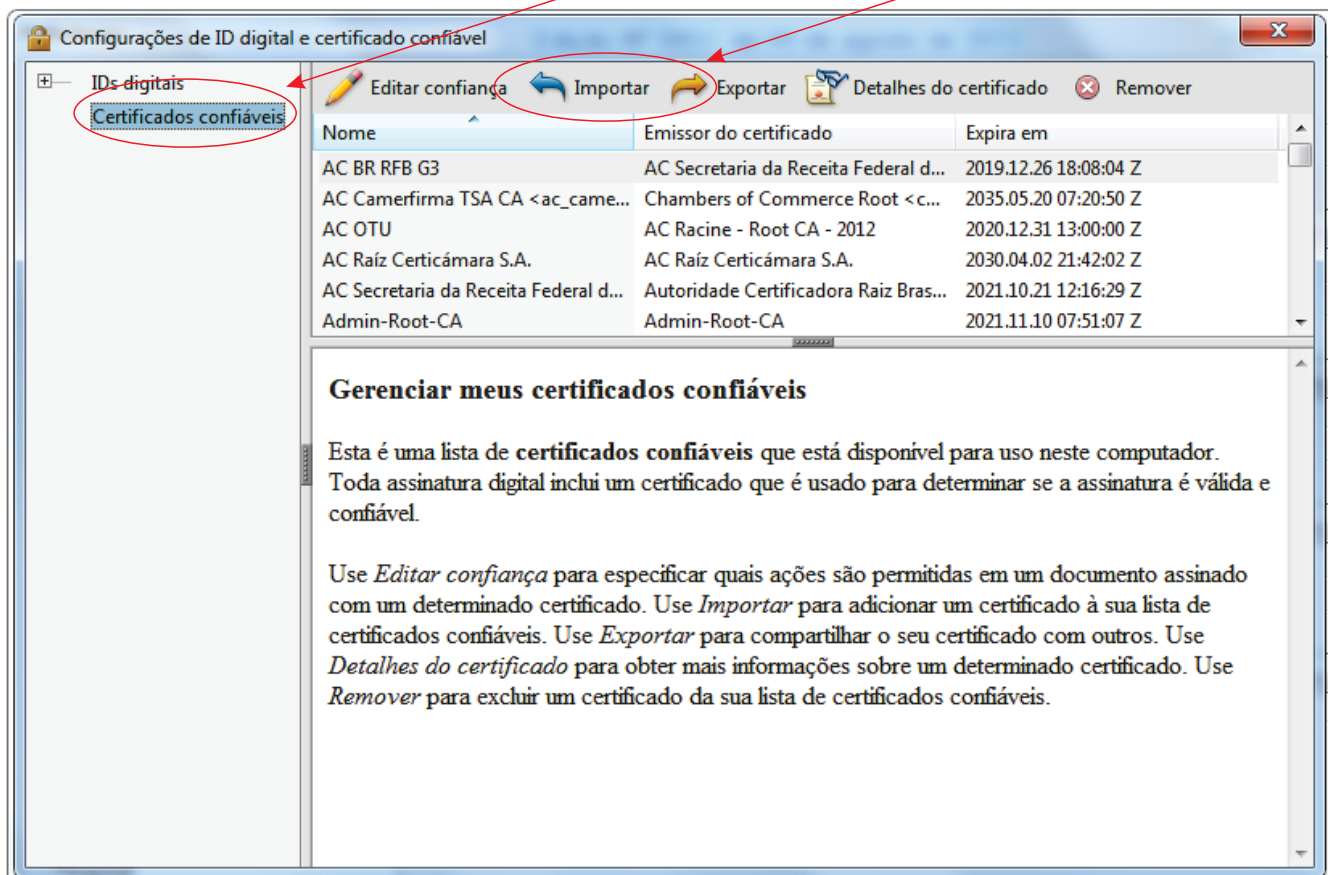 Configurações de ID digital e certificado confiável
IDs digitais
Certificados confiáveis
Editar confiança Importar Exportar Detalhes do certificado Remover
Nome Emissor do certificado Expira em
AC BR RFB G3 AC Secretaria da Receita Federal d... 2019.12.26 18:08:04 Z
AC Camerfirma TSA CA <ac_came... Chambers of Commerce Root <c... 2035.05.20 07:20:50 Z
AC OTU AC Racine - Root CA - 2012 2020.12.31 13:00:00 Z
AC Raíz Certicámara S.A. AC Raíz Certicámara S.A. 2030.04.02 21:42:02 Z
AC Secretaria da Receita Federal d... Autoridade Certificadora Raiz Bras... 2021.10.21 12:16:29 Z
Admin-Root-CA Admin-Root-CA 2021.11.10 07:51:07 Z
Gerenciar meus certificados confiáveis
Esta é uma lista de certificados confiáveis que está disponível para uso neste computador.
Toda assinatura digital inclui um certificado que é usado para determinar se a assinatura é válida e
confiável.
Use Editar confiança para especificar quais ações são permitidas em um documento assinado
com um determinado certificado. Use Importar para adicionar um certificado à sua lista de
certificados confiáveis. Use Exportar para compartilhar o seu certificado com outros. Use
Detalhes do certificado para obter mais informações sobre um determinado certificado. Use
Remover para excluir um certificado da sua lista de certificados confiáveis.